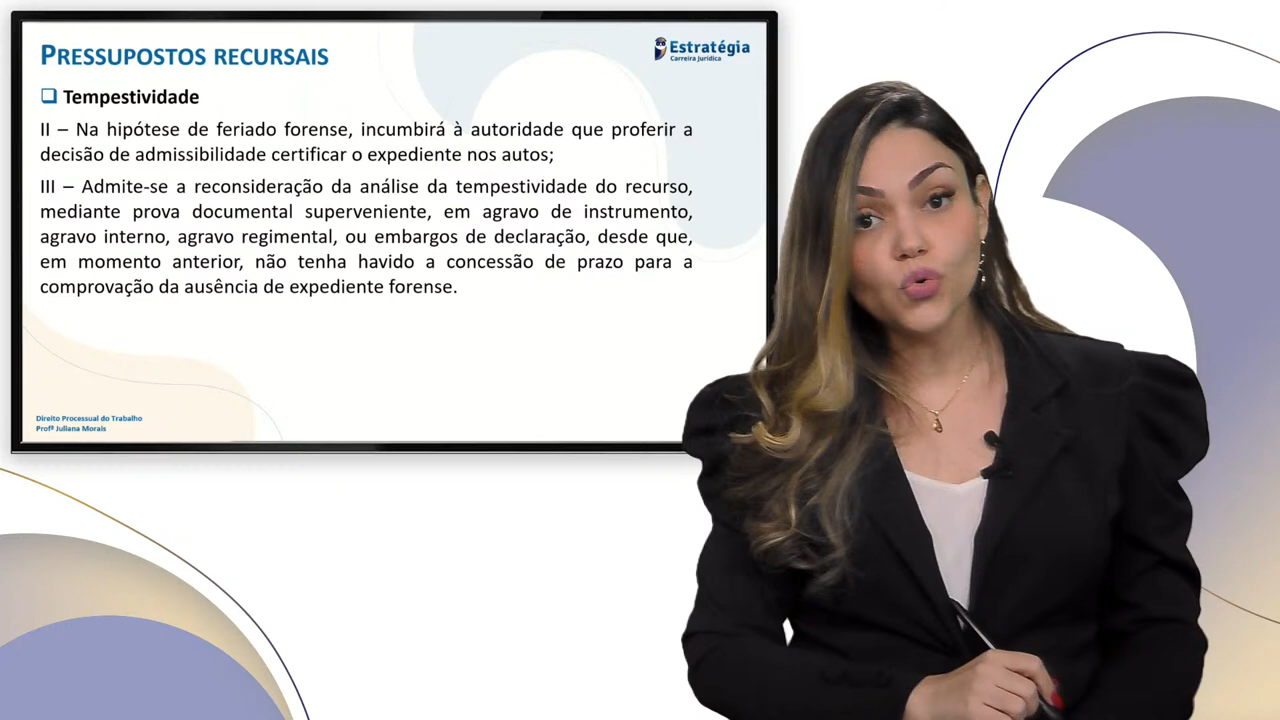 PRESSUPOSTOS RECURSAIS
Estratégia
Carreira Jurídica
Tempestividade
II – Na hipótese de feriado forense, incumbirá à autoridade que proferir a
decisão de admissibilidade certificar o expediente nos autos;
III – Admite-se a reconsideração da análise da tempestividade do recurso,
mediante prova documental superveniente, em agravo de instrumento,
agravo interno, agravo regimental, ou embargos de declaração, desde que,
em momento anterior, não tenha havido a concessão de prazo para a
comprovação da ausência de expediente forense.
Direito Processual do Trabalho
Profª Juliana Morais